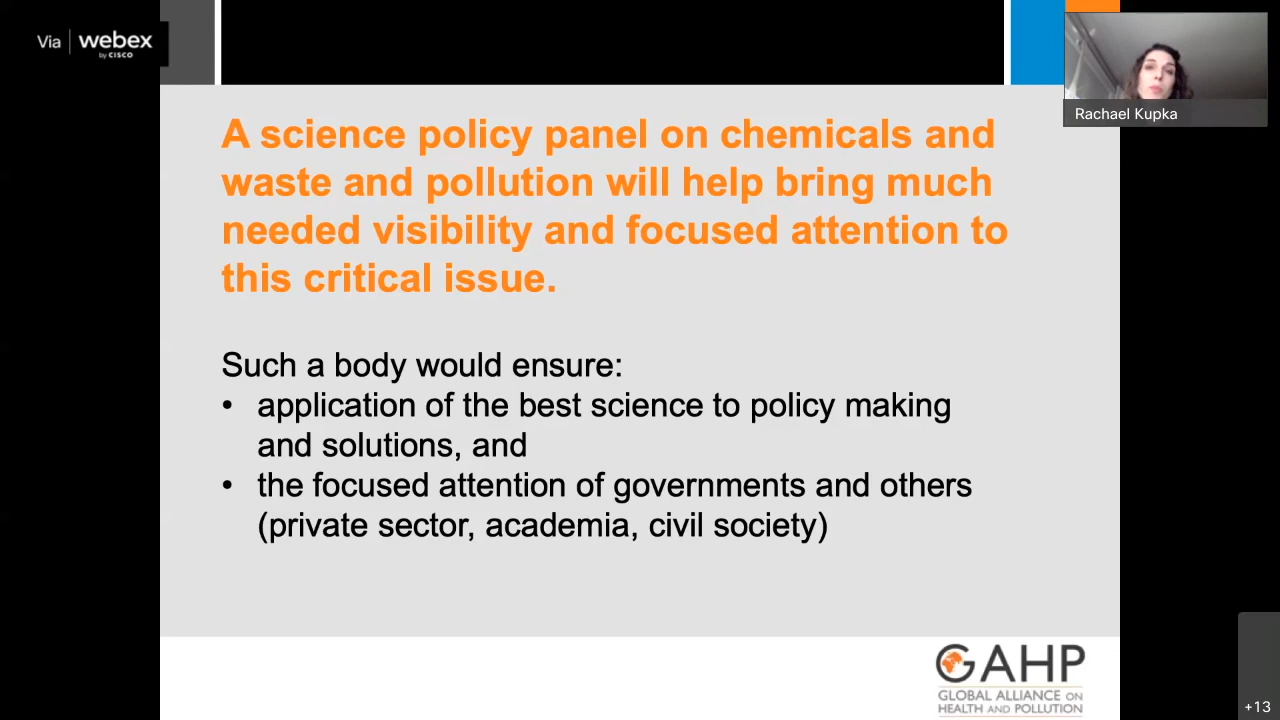 Via webex
by CISCO
Rachael Kupka
A science policy panel on chemicals and
waste and pollution will help bring much
needed visibility and focused attention to
this critical issue.
Such a body would ensure:
• application of the best science to policy making
and solutions, and
• the focused attention of governments and others
(private sector, academia, civil society)
GAHP
GLOBAL ALLIANCE ON
HEALTH AND POLLUTION
+13